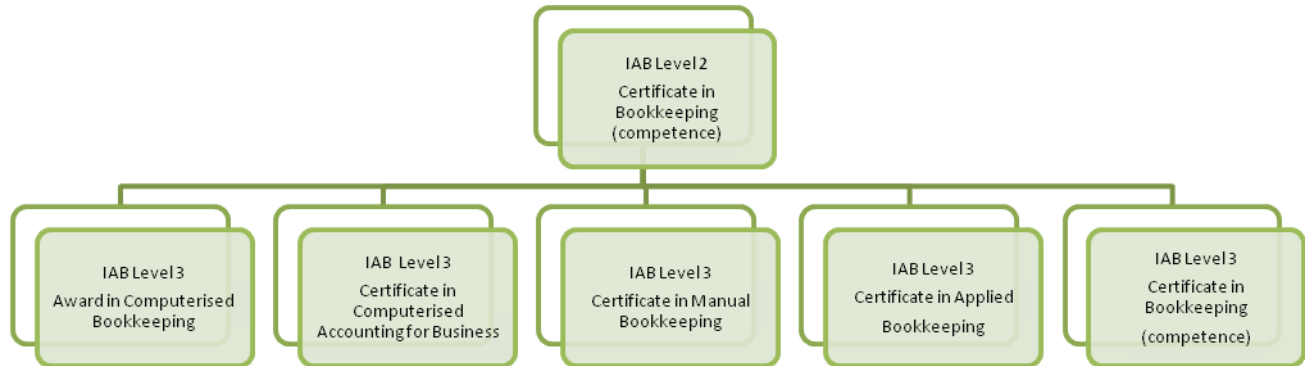 IAB Level 2
Certificate in
Bookkeeping
(competence)
IAB Level 3
Award in Computerised
Bookkeeping
IAB Level 3
Certificate in
Computerised
Accounting for Business
IAB Level 3
Certificate in Manual
Bookkeeping
IAB Level 3
Certificate in Applied
Bookkeeping
IAB Level 3
Certificate in
Bookkeeping
(competence)